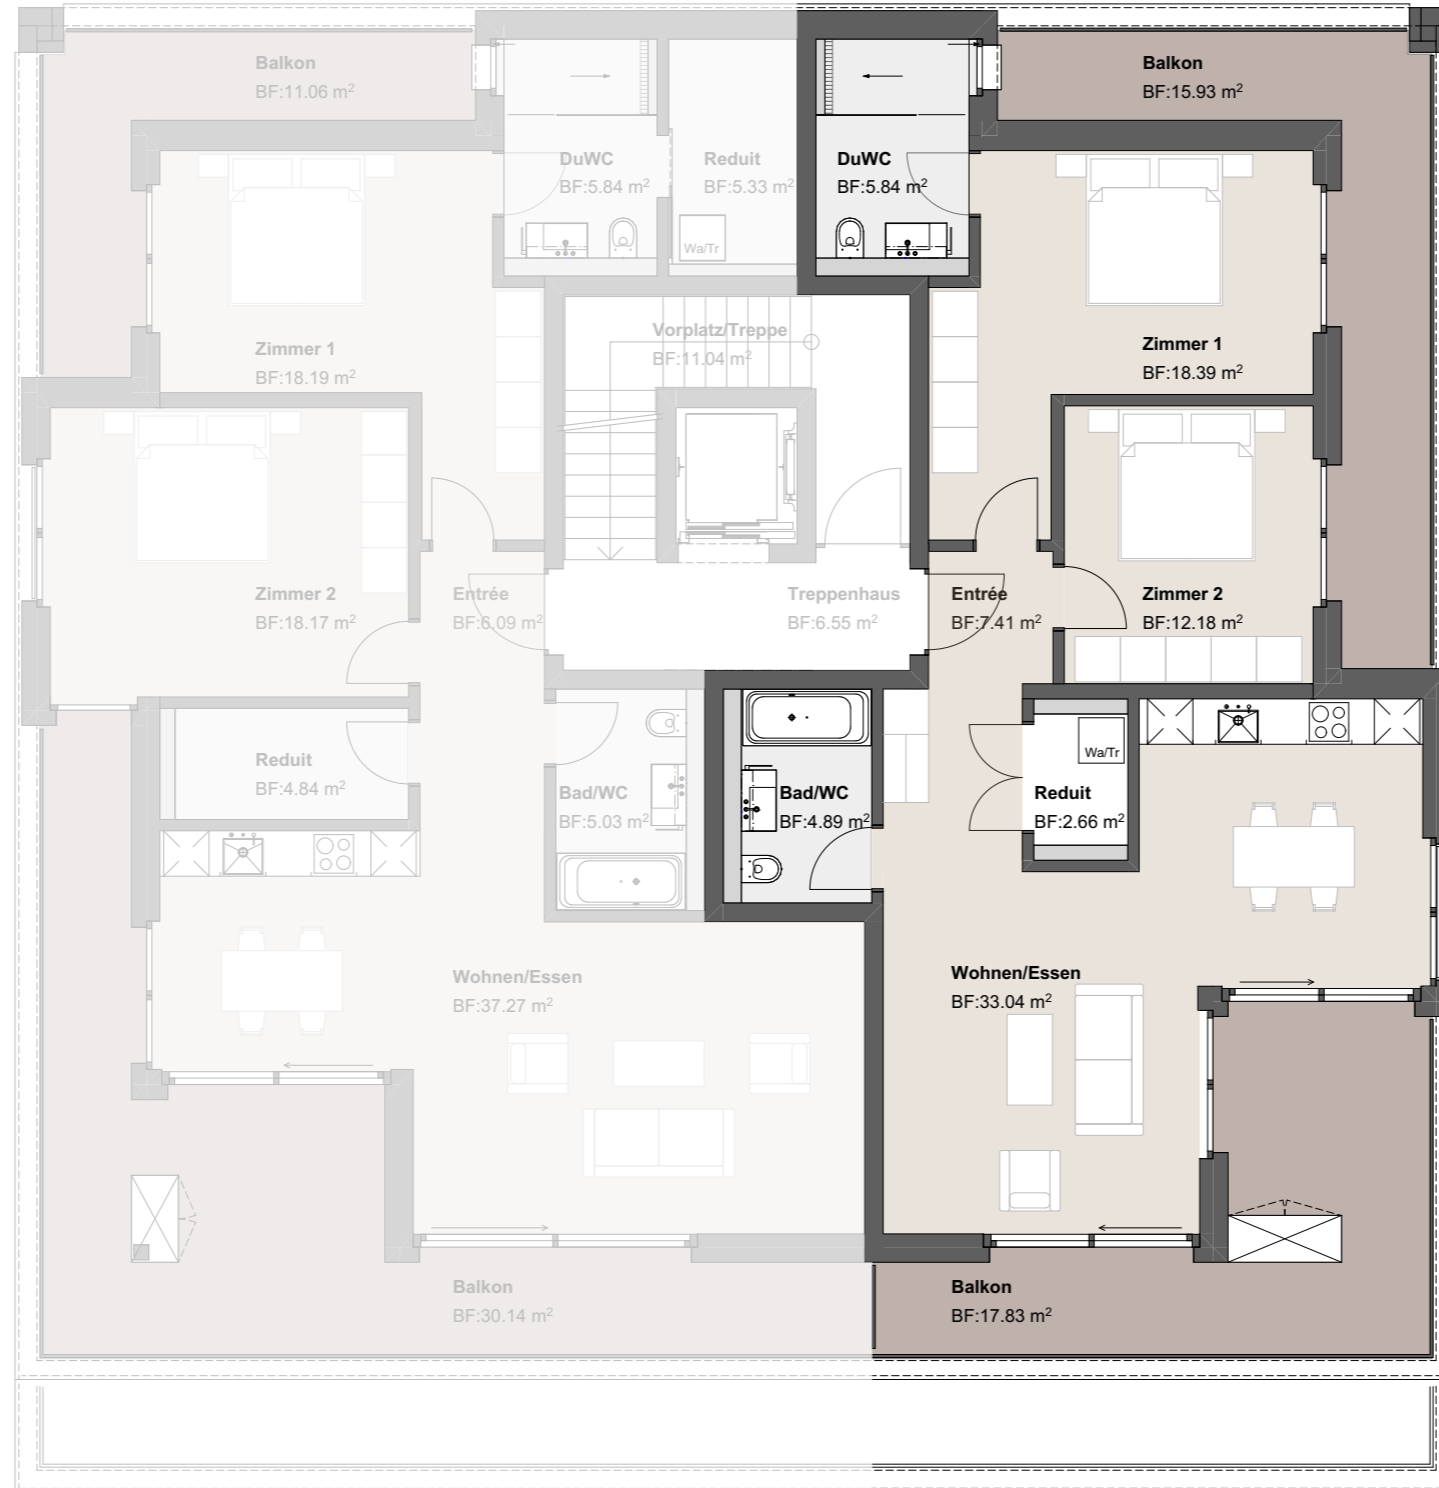 Balkon
BF:11.06 m²
Balkon
BF:15.93 m²
DuWC
BF:5.84 m²
Reduit
BF:5.33 m²
DuWC
BF:5.84 m²
Wa/Tr
Vorplatz/Treppe
BF:11.04 m²
Zimmer 1
BF:18.19 m²
Zimmer 1
BF:18.39 m²
Zimmer 2
BF:18.17 m²
Entrée
BF:6.09 m²
Treppenhaus
BF:6.55 m²
Entrée
BF:7.41 m²
Zimmer 2
BF:12.18 m²
Reduit
BF:4.84 m²
Bad/WC
BF:5.03 m²
Bad/WC
BF:4.89 m²
Wa/Tr
Reduit
BF:2.66 m²
Wohnen/Essen
BF:37.27 m²
Wohnen/Essen
BF:33.04 m²
Balkon
BF:30.14 m²
Balkon
BF:17.83 m²